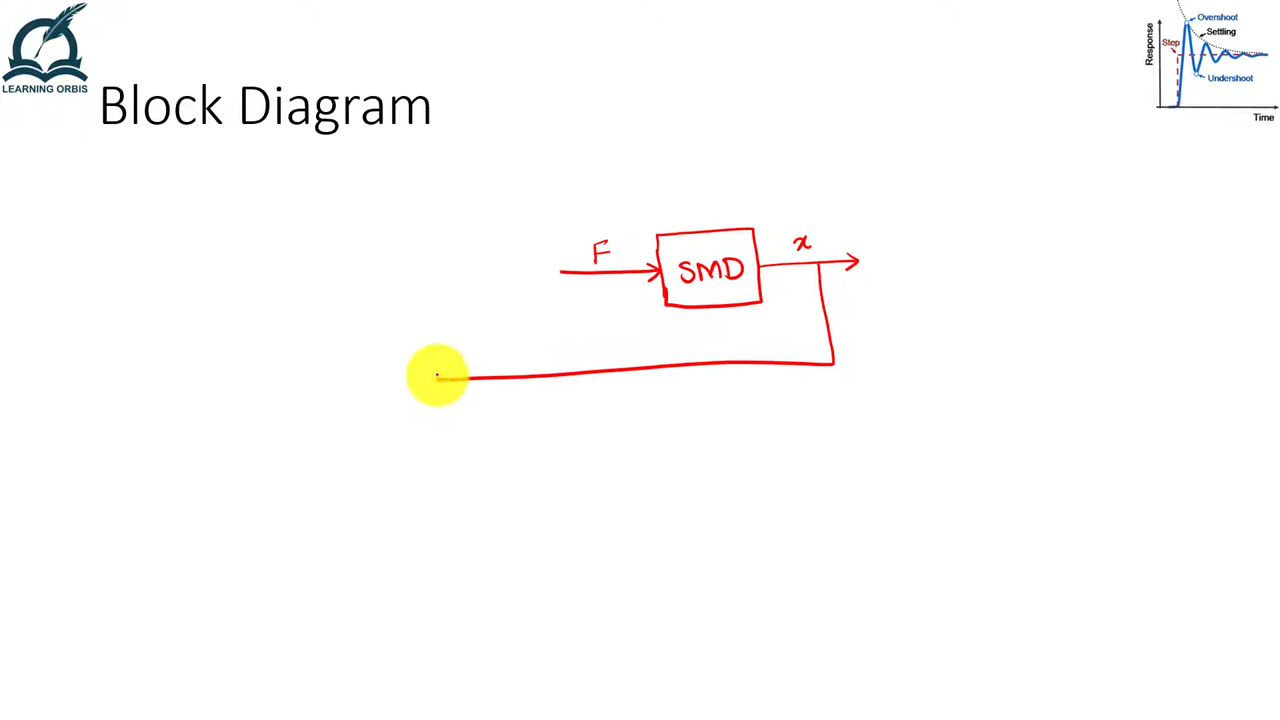 LEARNING ORBIS
Block Diagram
Overshoot
Settling
Step
Response
Undershoot
Time
F
SMD
x